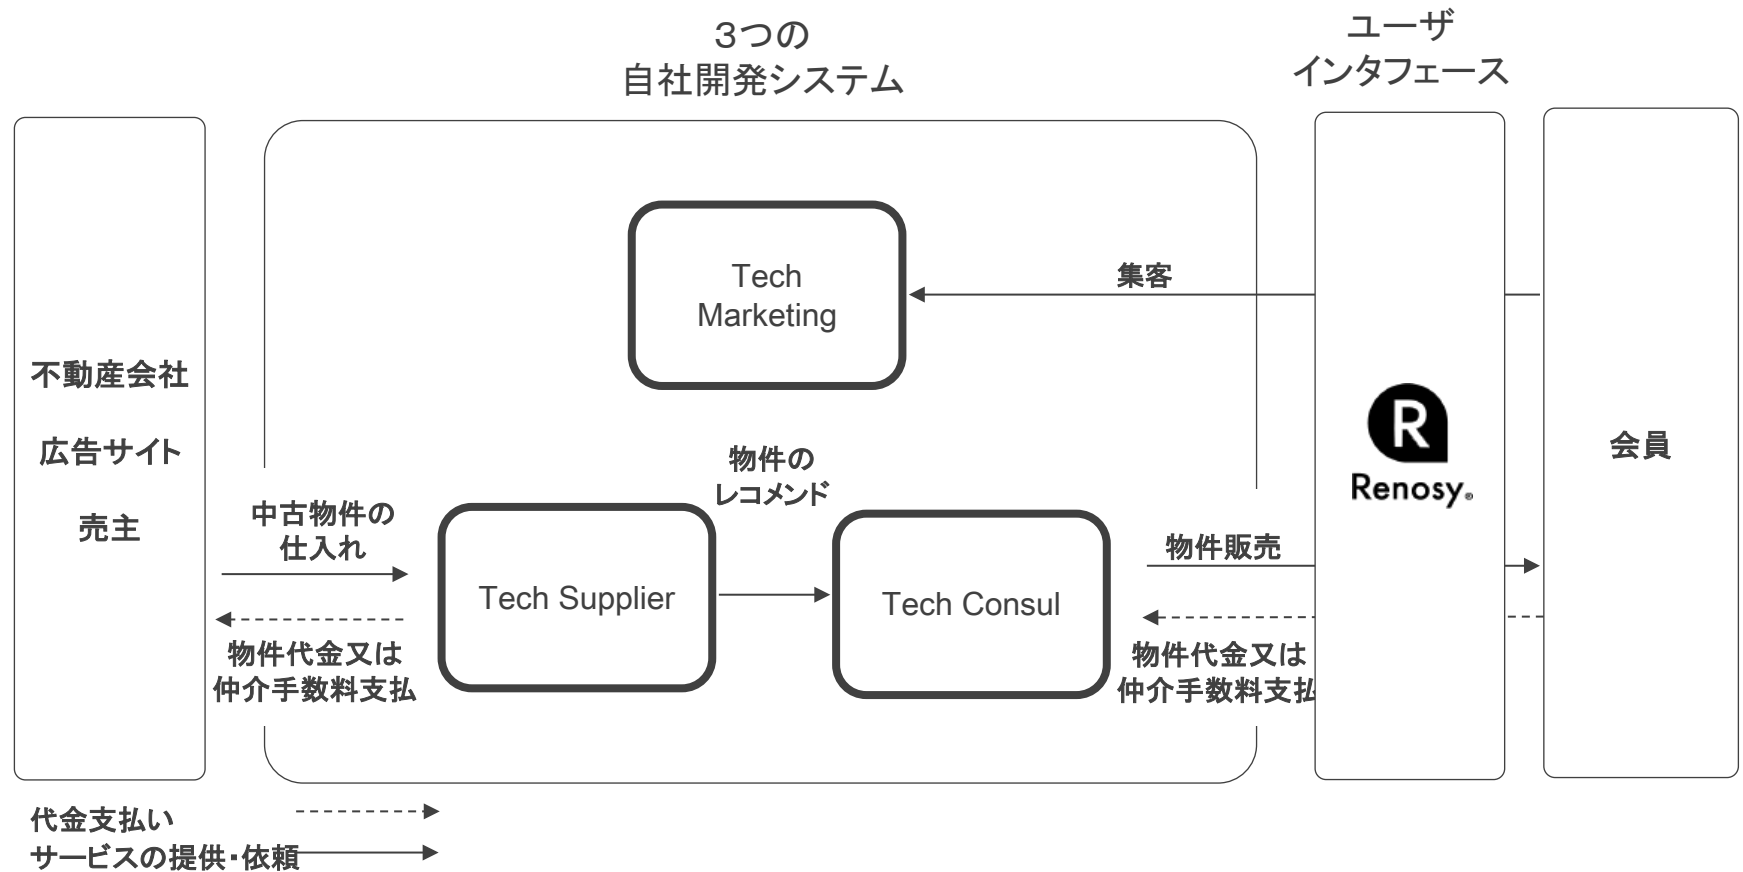 3つの
自社開発システム
ユーザ
インタフェース
不動産会社
広告サイト
売主
Tech
Marketing
集客
物件の
レコメンド
中古物件の
仕入れ
Tech Supplier
Tech Consul
物件販売
物件代金又は
仲介手数料支払
物件代金又は
仲介手数料支払
R
Renosy®
会員
代金支払い
サービスの提供・依頼